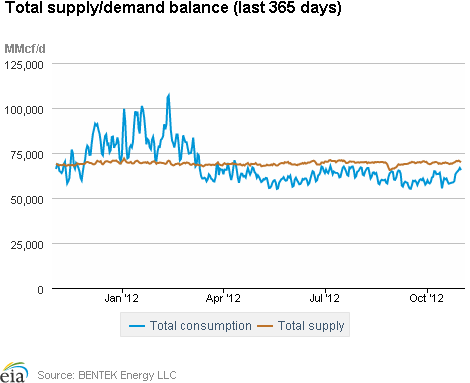 Total supply/demand balance (last 365 days)
MMcf/d
125,000
100,000
75,000
50,000
25,000
0
Jan '12 Apr '12 Jul '12 Oct '12
Total consumption Total supply
eia Source: BENTEK Energy LLC